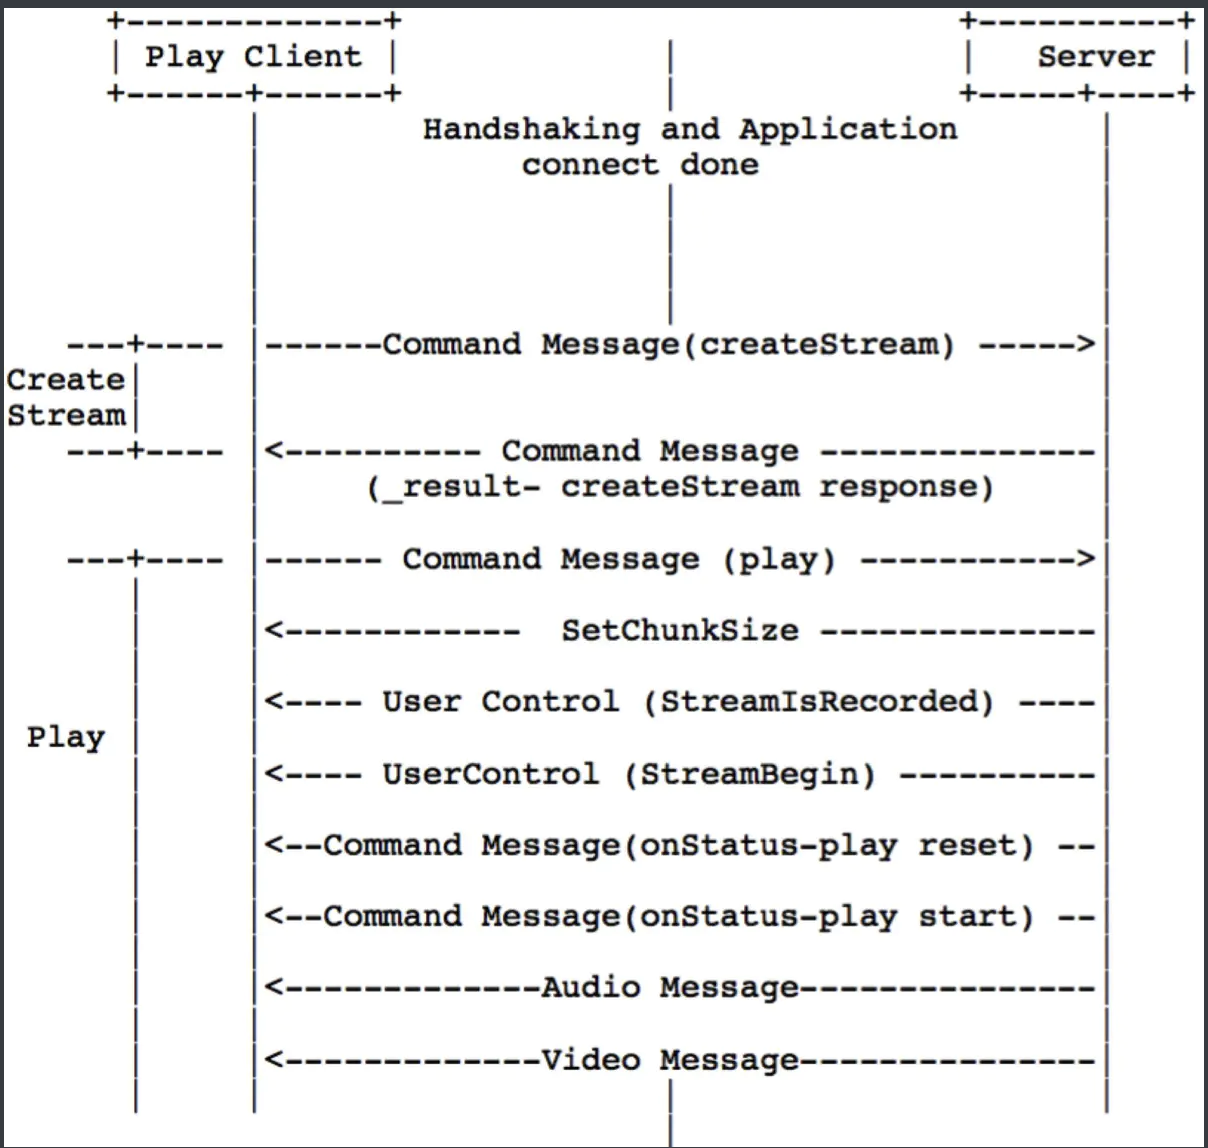 +-------------+ +----------+
| Play Client | | | Server |
+------+------+ | +-----+----+
| Handshaking and Application |
| connect done |
| | |
| | |
| | |
| | |
---+---- |------Command Message(createStream) ----->|
Create| | |
Stream| | |
---+---- |<---------- Command Message --------------|
| (_result- createStream response) |
| |
---+---- |------ Command Message (play) ----------->|
| | |
| |<------------ SetChunkSize --------------|
| | |
| |<---- User Control (StreamIsRecorded) ----|
Play | | |
| |<---- UserControl (StreamBegin) ----------|
| | |
| |<--Command Message(onStatus-play reset) --|
| | |
| |<--Command Message(onStatus-play start) --|
| | |
| |<-------------Audio Message---------------|
| | |
| |<-------------Video Message---------------|
| | | |
|